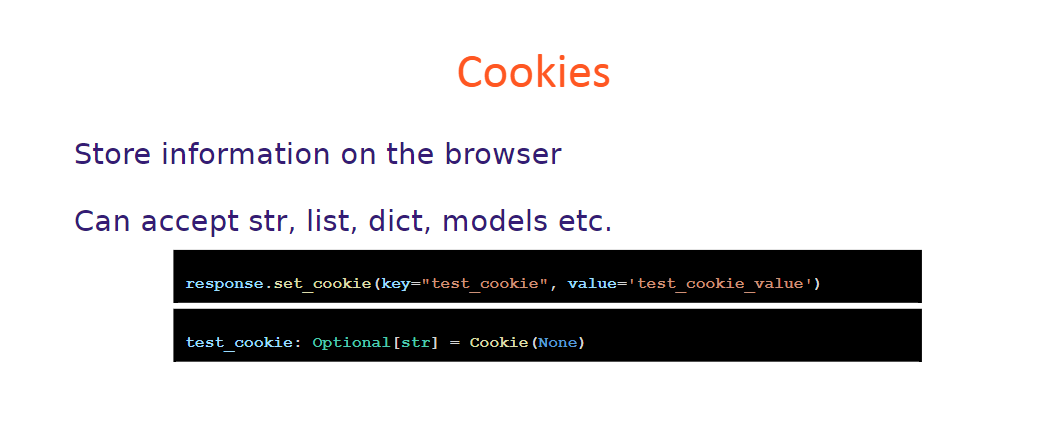 Cookies
Store information on the browser
Can accept str, list, dict, models etc.
response.set_cookie(key="test_cookie", value='test_cookie_value')
test_cookie: Optional[str] = Cookie(None)